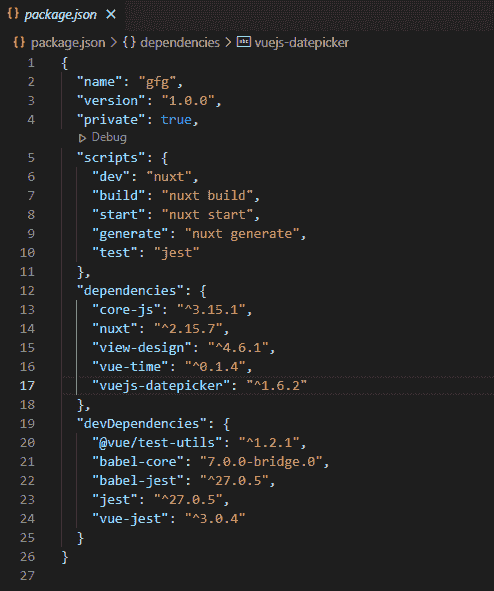 {} package.json ×
{} package.json > {} dependencies > abc vuejs-datepicker
1 {
2 "name": "gfg",
3 "version": "1.0.0",
4 "private": true,
Debug
5 "scripts": {
6 "dev": "nuxt",
7 "build": "nuxt build",
8 "start": "nuxt start",
9 "generate": "nuxt generate",
10 "test": "jest"
11 },
12 "dependencies": {
13 "core-js": "^3.15.1",
14 "nuxt": "^2.15.7",
15 "view-design": "^4.6.1",
16 "vue-time": "^0.1.4",
17 "vuejs-datepicker": "^1.6.2"
18 },
19 "devDependencies": {
20 "@vue/test-utils": "^1.2.1",
21 "babel-core": "7.0.0-bridge.0",
22 "babel-jest": "^27.0.5",
23 "jest": "^27.0.5",
24 "vue-jest": "^3.0.4"
25 }
26 }
27